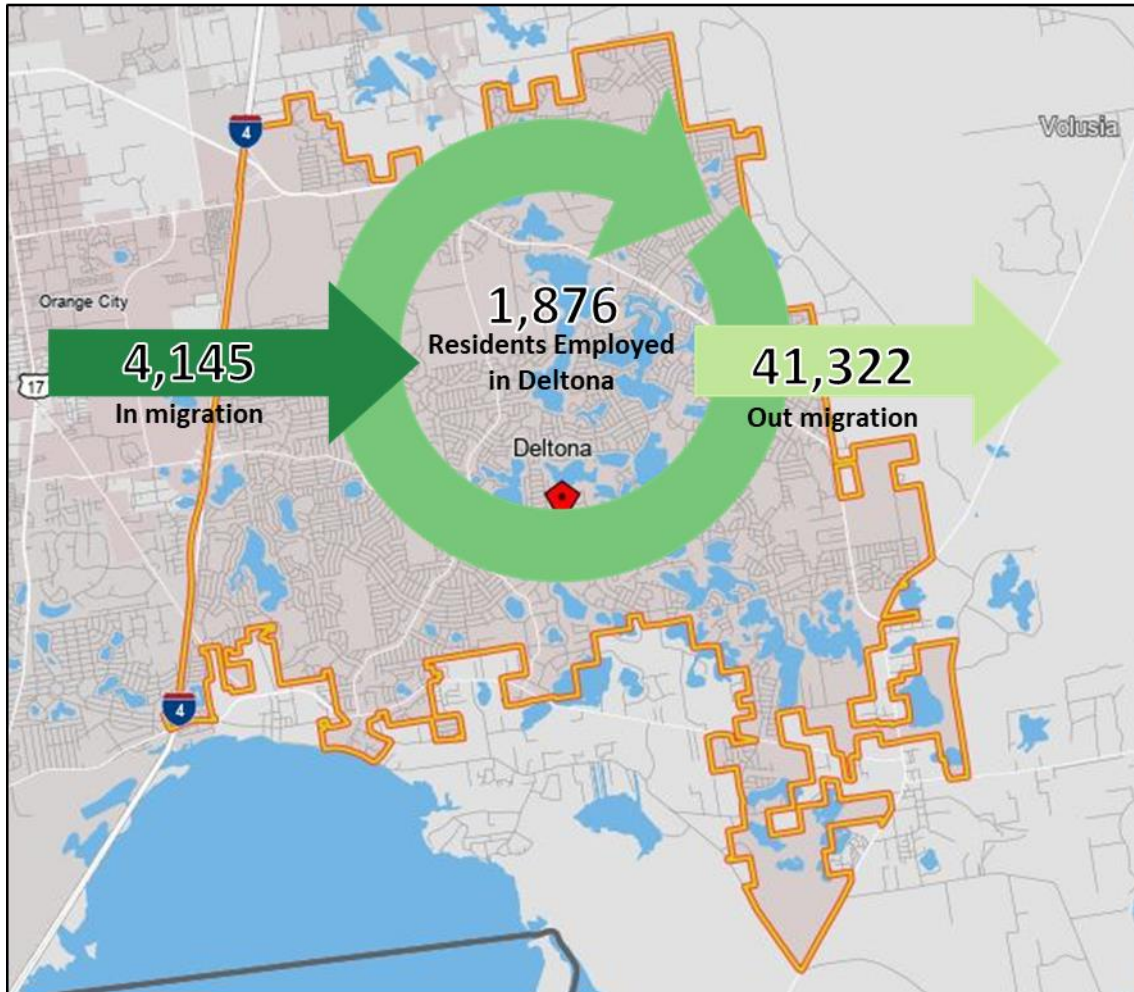 4
Volusia
Orange City
1,876
Residents Employed
in Deltona
4,145
In migration
41,322
Out migration
17
Deltona
4